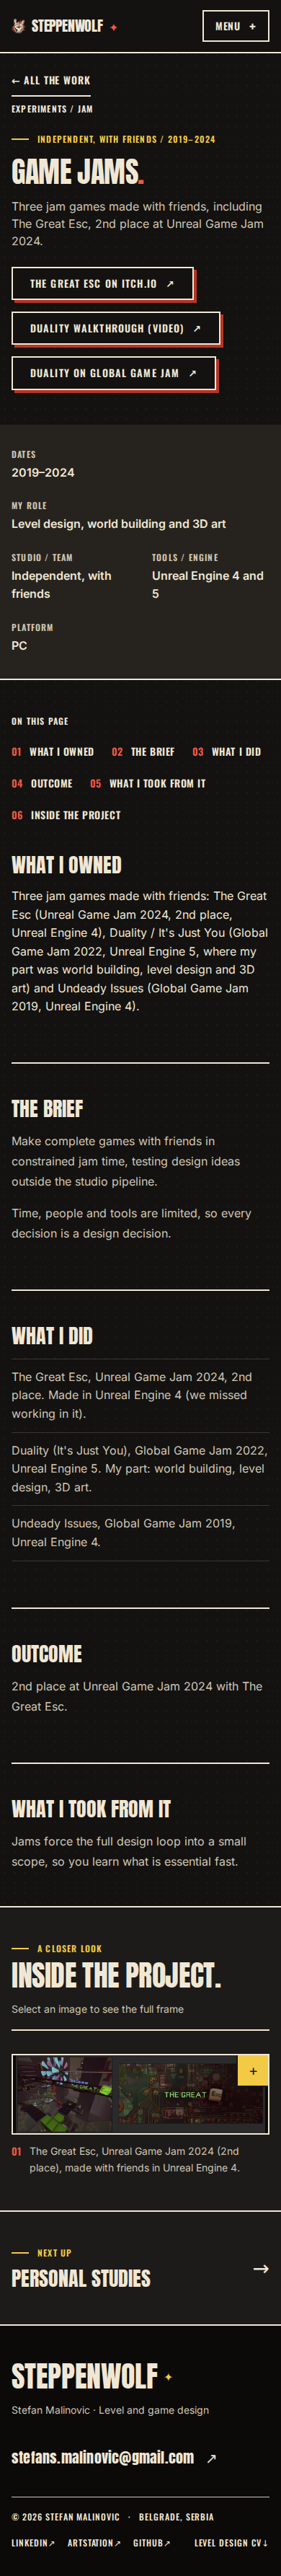 STEPPENWOLF ✦
MENU +
← ALL THE WORK
EXPERIMENTS / JAM
INDEPENDENT, WITH FRIENDS / 2019–2024
GAME JAMS.
Three jam games made with friends, including
The Great Esc, 2nd place at Unreal Game Jam
2024.
THE GREAT ESC ON ITCH.IO ↗
DUALITY WALKTHROUGH (VIDEO) ↗
DUALITY ON GLOBAL GAME JAM ↗
DATES
2019–2024
MY ROLE
Level design, world building and 3D art
STUDIO / TEAM
Independent, with
friends
TOOLS / ENGINE
Unreal Engine 4 and
5
PLATFORM
PC
ON THIS PAGE
01 WHAT I OWNED 02 THE BRIEF 03 WHAT I DID
04 OUTCOME 05 WHAT I TOOK FROM IT
06 INSIDE THE PROJECT
WHAT I OWNED
Three jam games made with friends: The Great
Esc (Unreal Game Jam 2024, 2nd place,
Unreal Engine 4), Duality / It's Just You (Global
Game Jam 2022, Unreal Engine 5, where my
part was world building, level design and 3D
art) and Undeady Issues (Global Game Jam
2019, Unreal Engine 4).
THE BRIEF
Make complete games with friends in
constrained jam time, testing design ideas
outside the studio pipeline.
Time, people and tools are limited, so every
decision is a design decision.
WHAT I DID
The Great Esc, Unreal Game Jam 2024, 2nd
place. Made in Unreal Engine 4 (we missed
working in it).
Duality (It's Just You), Global Game Jam 2022,
Unreal Engine 5. My part: world building, level
design, 3D art.
Undeady Issues, Global Game Jam 2019,
Unreal Engine 4.
OUTCOME
2nd place at Unreal Game Jam 2024 with The
Great Esc.
WHAT I TOOK FROM IT
Jams force the full design loop into a small
scope, so you learn what is essential fast.
A CLOSER LOOK
INSIDE THE PROJECT.
Select an image to see the full frame
THE GREAT
+
01 The Great Esc, Unreal Game Jam 2024 (2nd
place), made with friends in Unreal Engine 4.
NEXT UP
PERSONAL STUDIES →
STEPPENWOLF ✦
Stefan Malinovic · Level and game design
stefans.malinovic@gmail.com ↗
© 2026 STEFAN MALINOVIC · BELGRADE, SERBIA
LINKEDIN↗ ARTSTATION↗ GITHUB↗ LEVEL DESIGN CV↓